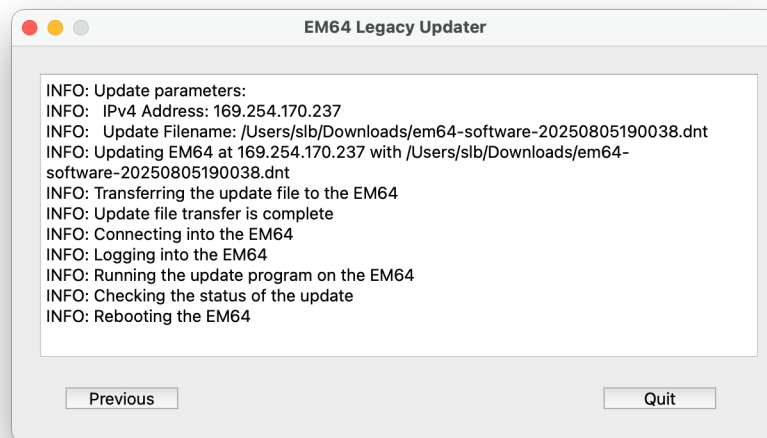 EM64 Legacy Updater
INFO: Update parameters:
INFO:   IPv4 Address: 169.254.170.237
INFO:   Update Filename: /Users/slb/Downloads/em64-software-20250805190038.dnt
INFO: Updating EM64 at 169.254.170.237 with /Users/slb/Downloads/em64-
software-20250805190038.dnt
INFO: Transferring the update file to the EM64
INFO: Update file transfer is complete
INFO: Connecting into the EM64
INFO: Logging into the EM64
INFO: Running the update program on the EM64
INFO: Checking the status of the update
INFO: Rebooting the EM64
Previous
Quit